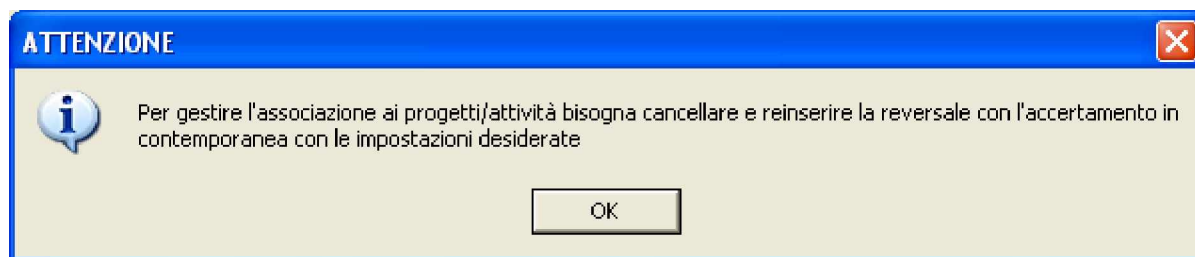 ATTENZIONE
Per gestire l'associazione ai progetti/attività bisogna cancellare e reinserire la reversale con l'accertamento in
contemporanea con le impostazioni desiderate
OK